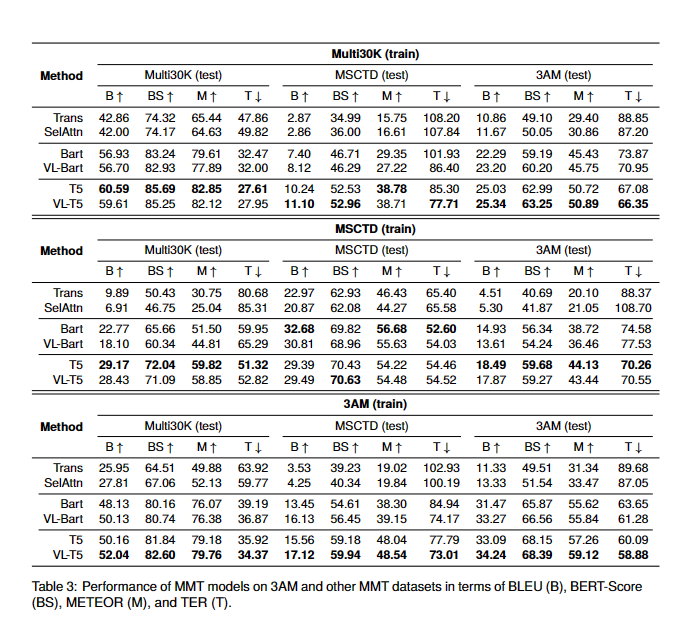 Multi30K (train)
Method Multi30K (test) MSCTD (test) 3AM (test)
B ↑ BS ↑ M ↑ T ↓ B ↑ BS ↑ M ↑ T ↓ B ↑ BS ↑ M ↑ T ↓
Trans 42.86 74.32 65.44 47.86 2.87 34.99 15.75 108.20 10.86 49.10 29.40 88.85
SelAttn 42.00 74.17 64.63 49.82 2.86 36.00 16.61 107.84 11.67 50.05 30.86 87.20
Bart 56.93 83.24 79.61 32.47 7.40 46.71 29.35 101.93 22.29 59.19 45.43 73.87
VL-Bart 56.70 82.93 77.89 32.00 8.12 46.29 27.22 86.40 23.20 60.20 45.75 70.95
T5 60.59 85.69 82.85 27.61 10.24 52.53 38.78 85.30 25.03 62.99 50.72 67.08
VL-T5 59.61 85.25 82.12 27.95 11.10 52.96 38.71 77.71 25.34 63.25 50.89 66.35
MSCTD (train)
Method Multi30K (test) MSCTD (test) 3AM (test)
B ↑ BS ↑ M ↑ T ↓ B ↑ BS ↑ M ↑ T ↓ B ↑ BS ↑ M ↑ T ↓
Trans 9.89 50.43 30.75 80.68 22.97 62.93 46.43 65.40 4.51 40.69 20.10 88.37
SelAttn 6.91 46.75 25.04 85.31 20.87 62.08 44.27 65.58 5.30 41.87 21.05 108.70
Bart 22.77 65.66 51.50 59.95 32.68 69.82 56.68 52.60 14.93 56.34 38.72 74.58
VL-Bart 18.10 60.34 44.81 65.29 30.81 68.96 55.63 54.03 13.61 54.24 36.46 77.53
T5 29.17 72.04 59.82 51.32 29.39 70.43 54.22 54.46 18.49 59.68 44.13 70.26
VL-T5 28.43 71.09 58.85 52.82 29.49 70.63 54.48 54.52 17.87 59.27 43.44 70.55
3AM (train)
Method Multi30K (test) MSCTD (test) 3AM (test)
B ↑ BS ↑ M ↑ T ↓ B ↑ BS ↑ M ↑ T ↓ B ↑ BS ↑ M ↑ T ↓
Trans 25.95 64.51 49.88 63.92 3.53 39.23 19.02 102.93 11.33 49.51 31.34 89.68
SelAttn 27.81 67.06 52.13 59.77 4.25 40.34 19.84 100.19 13.33 51.54 33.47 87.05
Bart 48.13 80.16 76.07 39.19 13.45 54.61 38.30 84.94 31.47 65.87 55.62 63.65
VL-Bart 50.13 80.74 76.38 36.87 16.13 56.45 39.15 74.17 33.27 66.56 55.84 61.28
T5 50.16 81.84 79.18 35.92 15.56 59.18 48.04 77.79 33.09 68.15 57.26 60.09
VL-T5 52.04 82.60 79.76 34.37 17.12 59.94 48.54 73.01 34.24 68.39 59.12 58.88
Table 3: Performance of MMT models on 3AM and other MMT datasets in terms of BLEU (B), BERT-Score
(BS), METEOR (M), and TER (T).